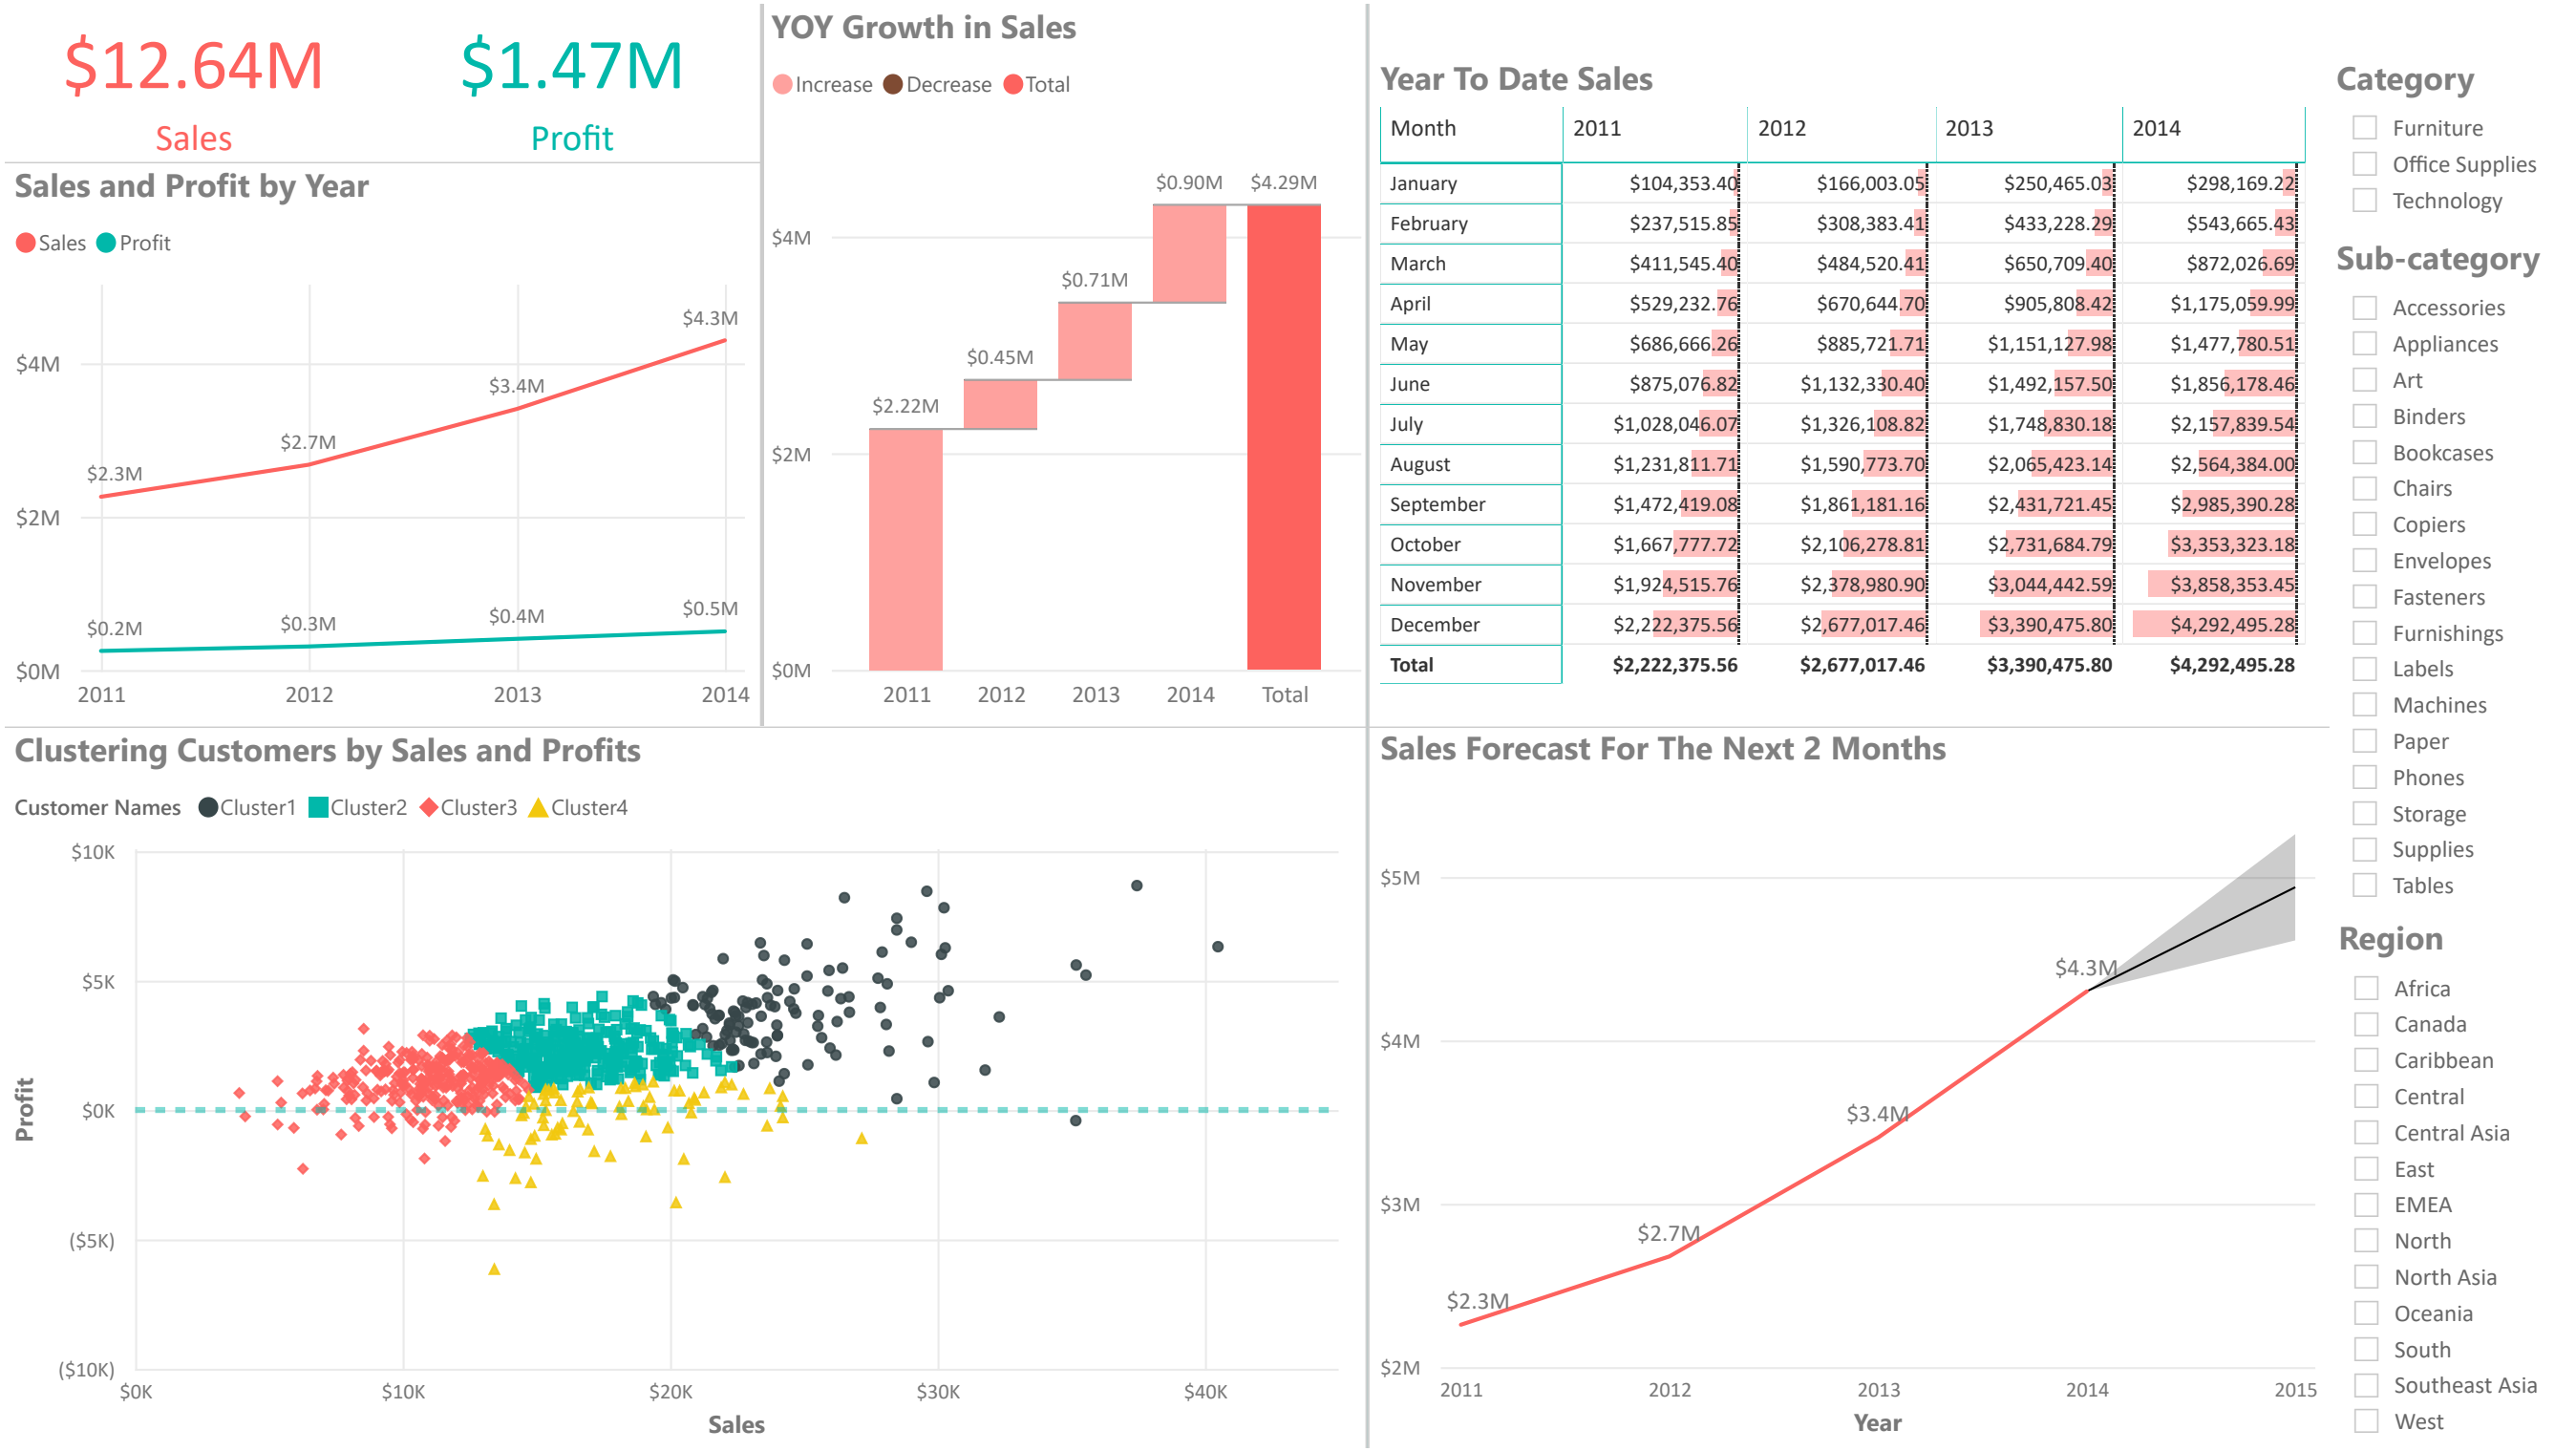 $12.64M
Sales
$1.47M
Profit
Sales and Profit by Year
Sales Profit
$4M
$2M
$0M
$2.3M
$2.7M
$3.4M
$4.3M
$0.2M
$0.3M
$0.4M
$0.5M
2011 2012 2013 2014
YOY Growth in Sales
Increase Decrease Total
$4M
$2M
$0M
$2.22M
$0.45M
$0.71M
$0.90M
$4.29M
2011 2012 2013 2014 Total
Year To Date Sales
Month 2011 2012 2013 2014
January $104,353.40 $166,003.05 $250,465.03 $298,169.22
February $237,515.85 $308,383.41 $433,228.29 $543,665.43
March $411,545.40 $484,520.41 $650,709.40 $872,026.69
April $529,232.76 $670,644.70 $905,808.42 $1,175,059.99
May $686,666.26 $885,721.71 $1,151,127.98 $1,477,780.51
June $875,076.82 $1,132,330.40 $1,492,157.50 $1,856,178.46
July $1,028,046.07 $1,326,108.82 $1,748,830.18 $2,157,839.54
August $1,231,811.71 $1,590,773.70 $2,065,423.14 $2,564,384.00
September $1,472,419.08 $1,861,181.16 $2,431,721.45 $2,985,390.28
October $1,667,777.72 $2,106,278.81 $2,731,684.79 $3,353,323.18
November $1,924,515.76 $2,378,980.90 $3,044,442.59 $3,858,353.45
December $2,222,375.56 $2,677,017.46 $3,390,475.80 $4,292,495.28
Total $2,222,375.56 $2,677,017.46 $3,390,475.80 $4,292,495.28
Clustering Customers by Sales and Profits
Customer Names Cluster1 Cluster2 Cluster3 Cluster4
Profit
$10K
$5K
$0K
($5K)
($10K)
$0K $10K $20K $30K $40K
Sales
Sales Forecast For The Next 2 Months
$5M
$4M
$3M
$2M
$2.3M
$2.7M
$3.4M
$4.3M
2011 2012 2013 2014 2015
Year
Category
Furniture
Office Supplies
Technology
Sub-category
Accessories
Appliances
Art
Binders
Bookcases
Chairs
Copiers
Envelopes
Fasteners
Furnishings
Labels
Machines
Paper
Phones
Storage
Supplies
Tables
Region
Africa
Canada
Caribbean
Central
Central Asia
East
EMEA
North
North Asia
Oceania
South
Southeast Asia
West